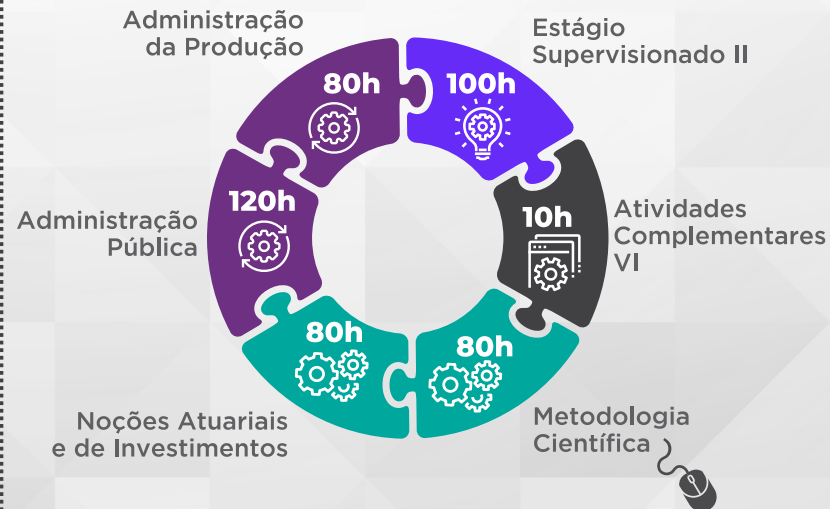 Administração
da Produção
80h
Estágio
Supervisionado II
100h
Administração
Pública
120h
Atividades
Complementares
VI
10h
Noções Atuariais
e de Investimentos
80h
Metodologia
Científica
80h